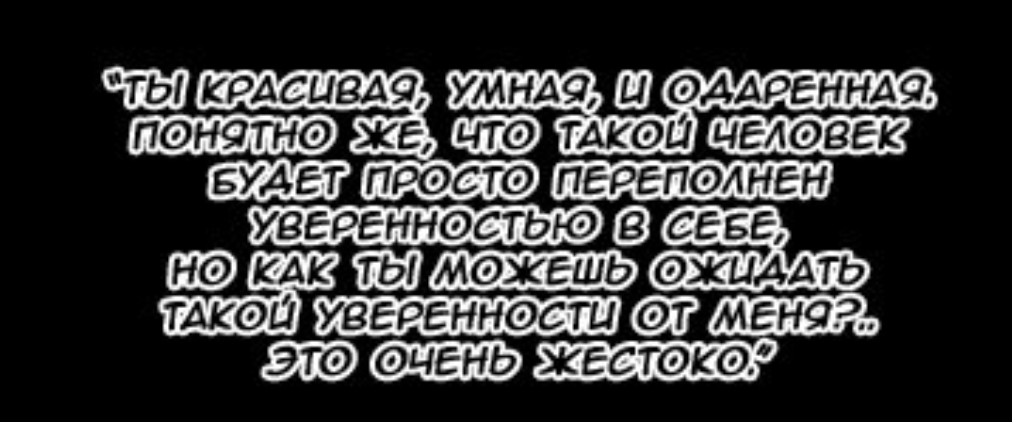 "ТЫ КРАСИВАЯ, УМНАЯ, И ОДАРЕННАЯ.
ПОНЯТНО ЖЕ, ЧТО ТАКОЙ ЧЕЛОВЕК
БУДЕТ ПРОСТО ПЕРЕПОЛНЕН
УВЕРЕННОСТЬЮ В СЕБЕ,
НО КАК ТЫ МОЖЕШЬ ОЖИДАТЬ
ТАКОЙ УВЕРЕННОСТИ ОТ МЕНЯ?..
ЭТО ОЧЕНЬ ЖЕСТОКО."